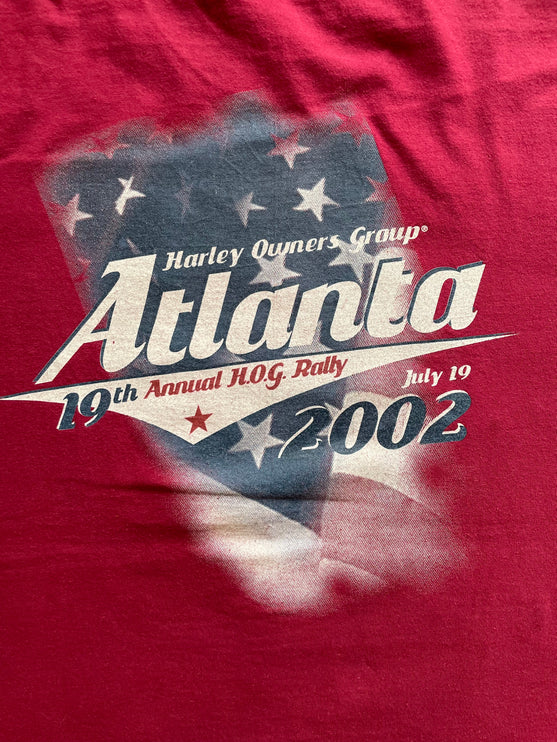 Harley Owners Group®
Atlanta
19th Annual H.O.G. Rally
July 19
2002